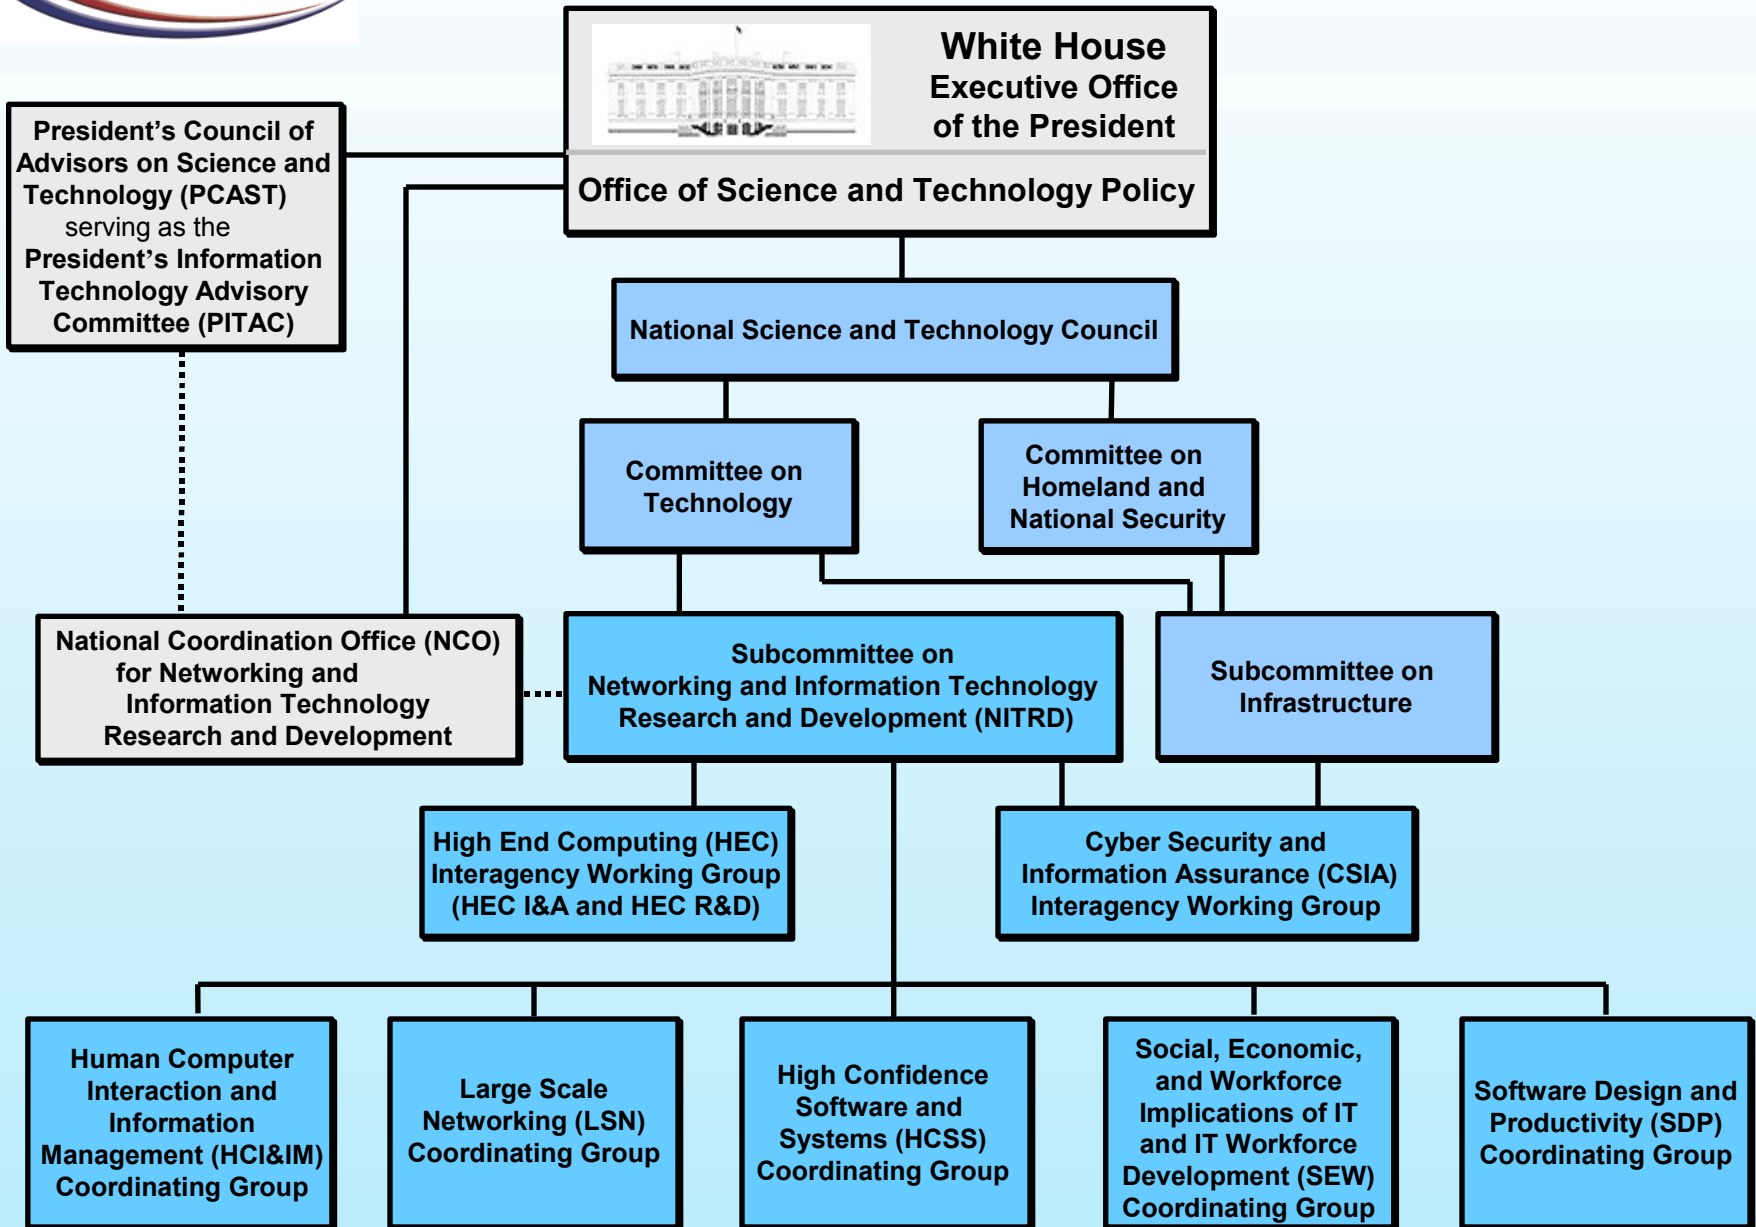 White House
Executive Office
of the President
Office of Science and Technology Policy
President’s Council of
Advisors on Science and
Technology (PCAST)
serving as the
President’s Information
Technology Advisory
Committee (PITAC)
National Science and Technology Council
Committee on
Technology
Committee on
Homeland and
National Security
National Coordination Office (NCO)
for Networking and
Information Technology
Research and Development
Subcommittee on
Networking and Information Technology
Research and Development (NITRD)
Subcommittee on
Infrastructure
High End Computing (HEC)
Interagency Working Group
(HEC I&A and HEC R&D)
Cyber Security and
Information Assurance (CSIA)
Interagency Working Group
Human Computer
Interaction and
Information
Management (HCI&IM)
Coordinating Group
Large Scale
Networking (LSN)
Coordinating Group
High Confidence
Software and
Systems (HCSS)
Coordinating Group
Social, Economic,
and Workforce
Implications of IT
and IT Workforce
Development (SEW)
Coordinating Group
Software Design and
Productivity (SDP)
Coordinating Group